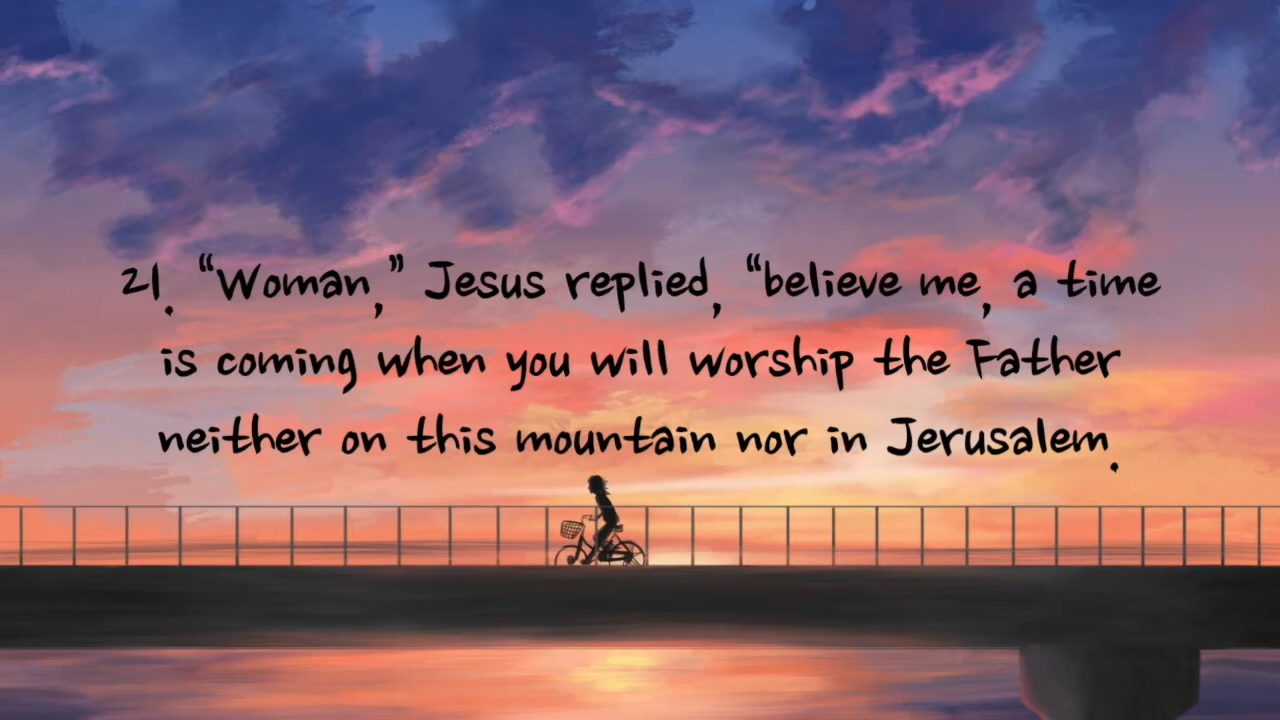 21. “Woman,” Jesus replied, “believe me, a time
is coming when you will worship the Father
neither on this mountain nor in Jerusalem.